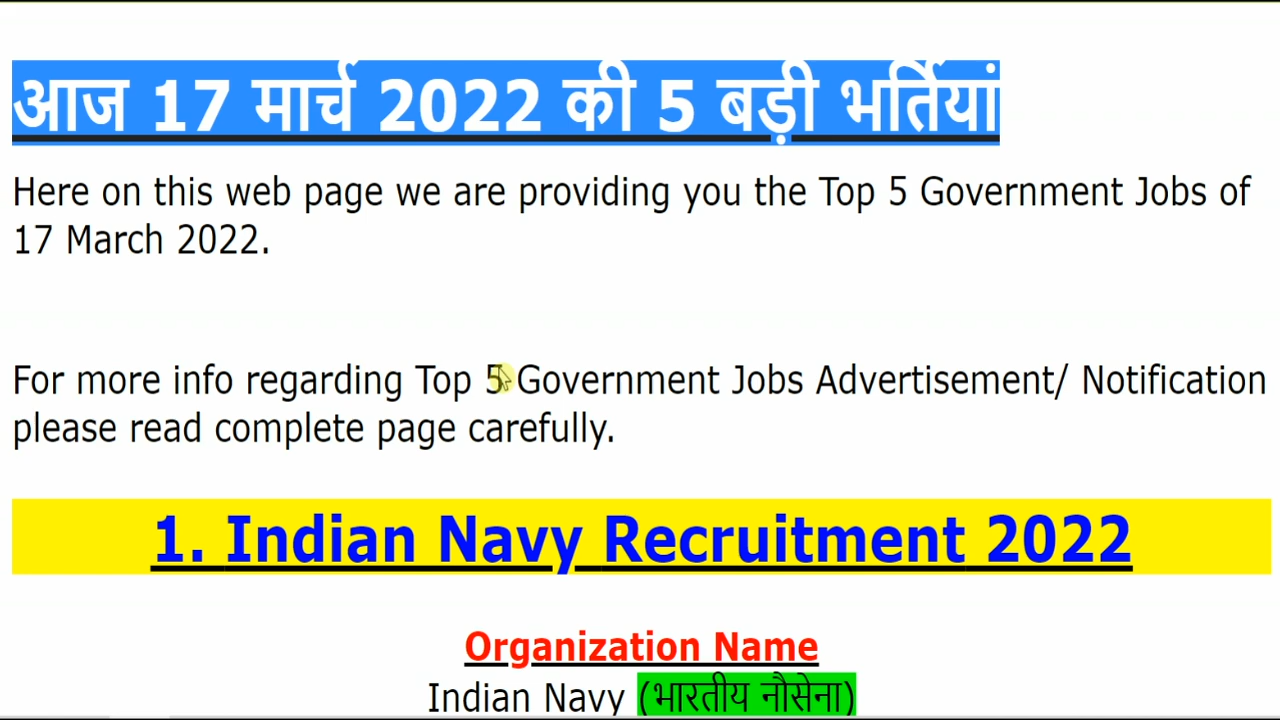 आज 17 मार्च 2022 की 5 बड़ी भर्तियां
Here on this web page we are providing you the Top 5 Government Jobs of
17 March 2022.
For more info regarding Top 5 Government Jobs Advertisement/ Notification
please read complete page carefully.
1. Indian Navy Recruitment 2022
Organization Name
Indian Navy (भारतीय नौसेना)